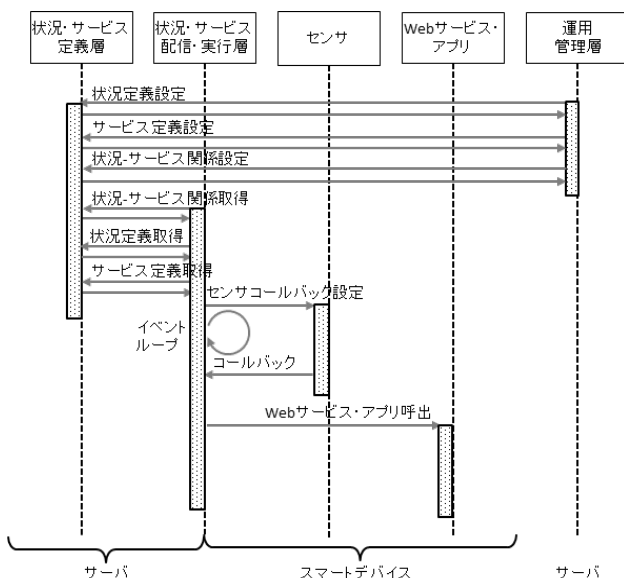 状況・サービス
定義層
状況・サービス
配信・実行層
センサ
Webサービス・
アプリ
運用
管理層
状況定義設定
サービス定義設定
状況-サービス関係設定
状況-サービス関係取得
状況定義取得
サービス定義取得
センサコールバック設定
イベント
ループ
コールバック
Webサービス・アプリ呼出
サーバ
スマートデバイス
サーバ